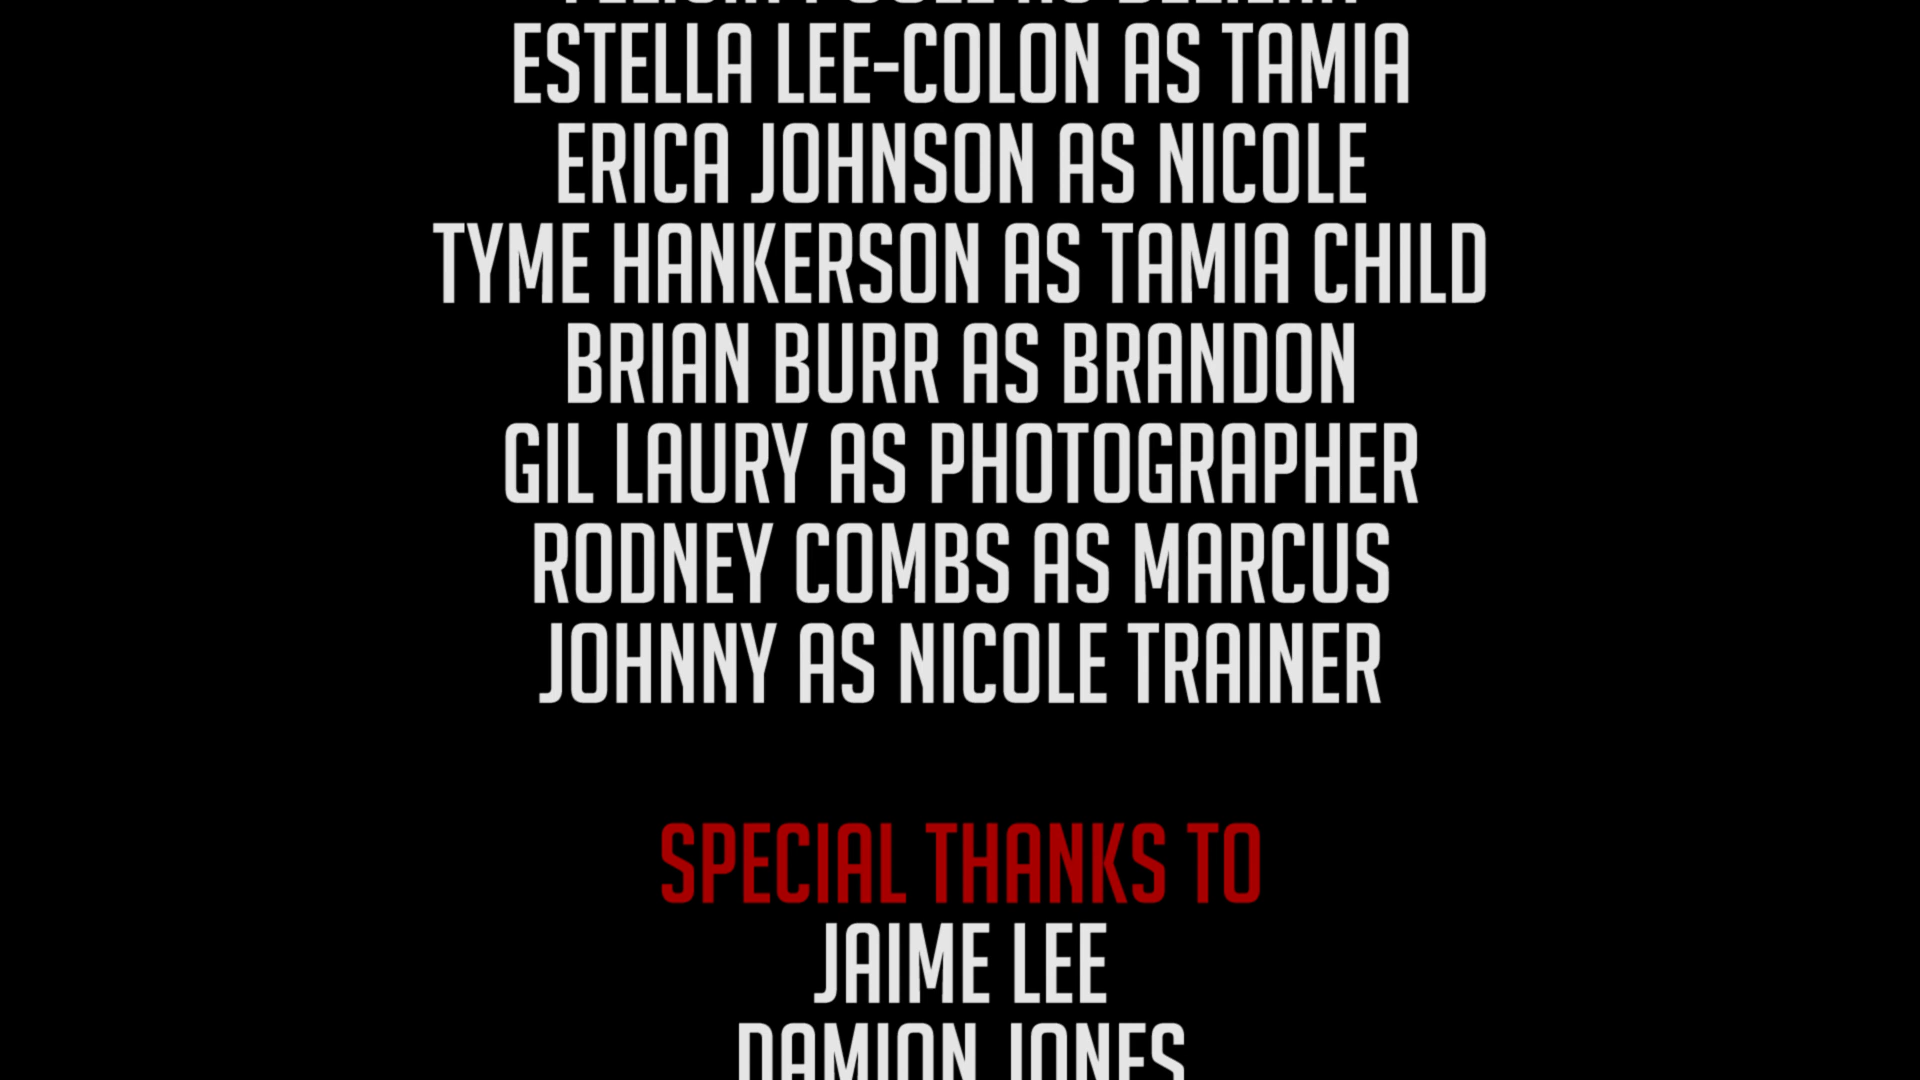 ESTELLA LEE-COLON AS TAMIA
ERICA JOHNSON AS NICOLE
TYME HANKERSON AS TAMIA CHILD
BRIAN BURR AS BRANDON
GIL LAURY AS PHOTOGRAPHER
RODNEY COMBS AS MARCUS
JOHNNY AS NICOLE TRAINER
SPECIAL THANKS TO
JAIME LEE
DAMION JONES